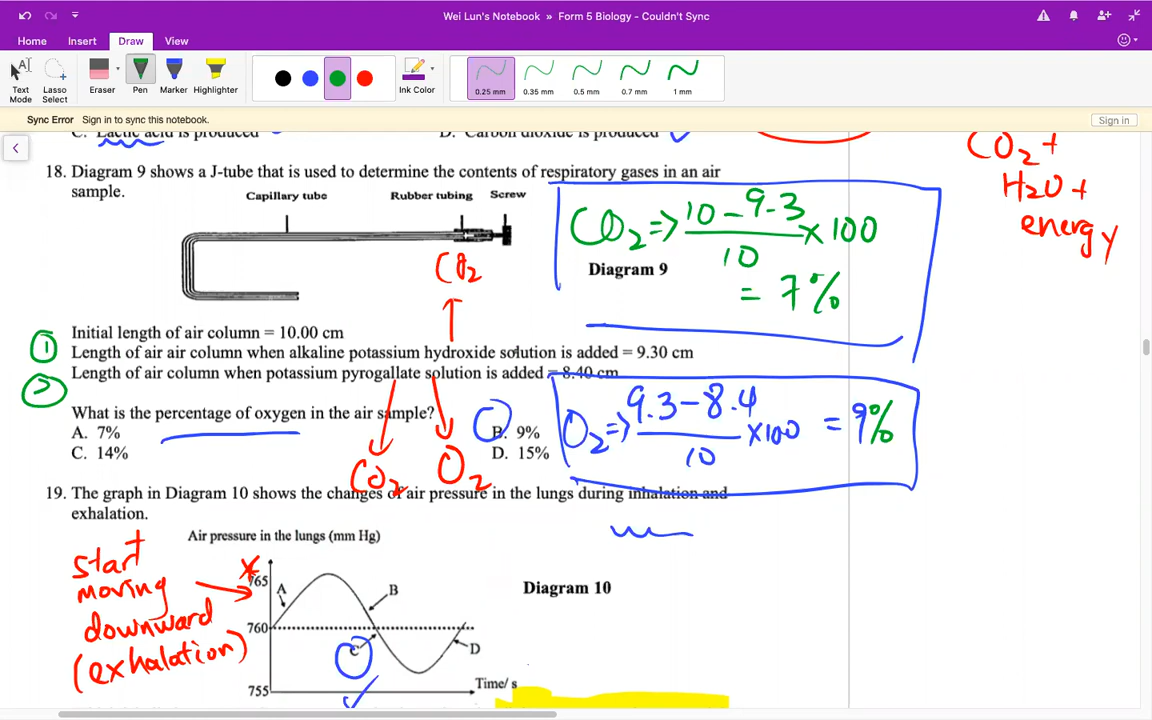 Wei Lun's Notebook » Form 5 Biology - Couldn't Sync
Home Insert Draw View
Text Mode Lasso Select Eraser Pen Marker Highlighter Ink Color 0.25 mm 0.35 mm 0.5 mm 0.7 mm 1 mm
Sync Error Sign in to sync this notebook. Sign in
C. Lactic acid is produced D. Carbon dioxide is produced
CO2 +
H2O +
energy
18. Diagram 9 shows a J-tube that is used to determine the contents of respiratory gases in an air
sample.
Capillary tube Rubber tubing Screw
CO2 => 10 - 9.3 / 10 x 100
= 7%
CO2
Diagram 9
Initial length of air column = 10.00 cm
1 Length of air air column when alkaline potassium hydroxide solution is added = 9.30 cm
2 Length of air column when potassium pyrogallate solution is added = 8.40 cm
What is the percentage of oxygen in the air sample?
A. 7% B. 9%
C. 14% D. 15%
O2 => 9.3 - 8.4 / 10 x 100 = 9%
CO2 O2
19. The graph in Diagram 10 shows the changes of air pressure in the lungs during inhalation and
exhalation.
Air pressure in the lungs (mm Hg)
start
moving
downward
(exhalation)
765
A B
Diagram 10
760
C D
755
Time/ s